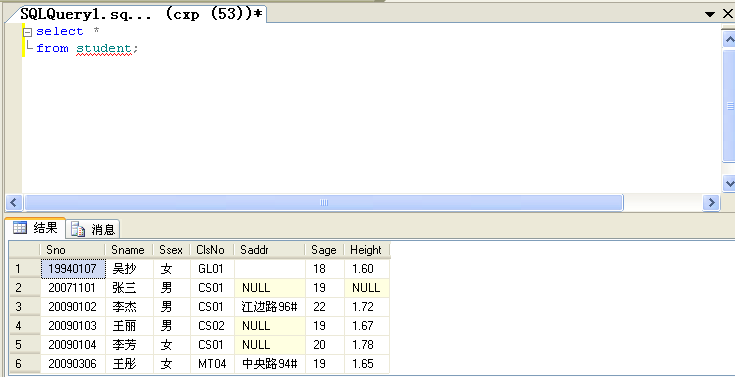 SQLQuery1.sq... (cxp (53))*
select *
from student;
结果 消息
Sno Sname Ssex ClsNo Saddr Sage Height
1 19940107 吴抄 女 GL01 18 1.60
2 20071101 张三 男 CS01 NULL 19 NULL
3 20090102 李杰 男 CS01 江边路96# 22 1.72
4 20090103 王丽 男 CS02 NULL 19 1.67
5 20090104 李芳 女 CS01 NULL 20 1.78
6 20090306 王彤 女 MT04 中央路94# 19 1.65